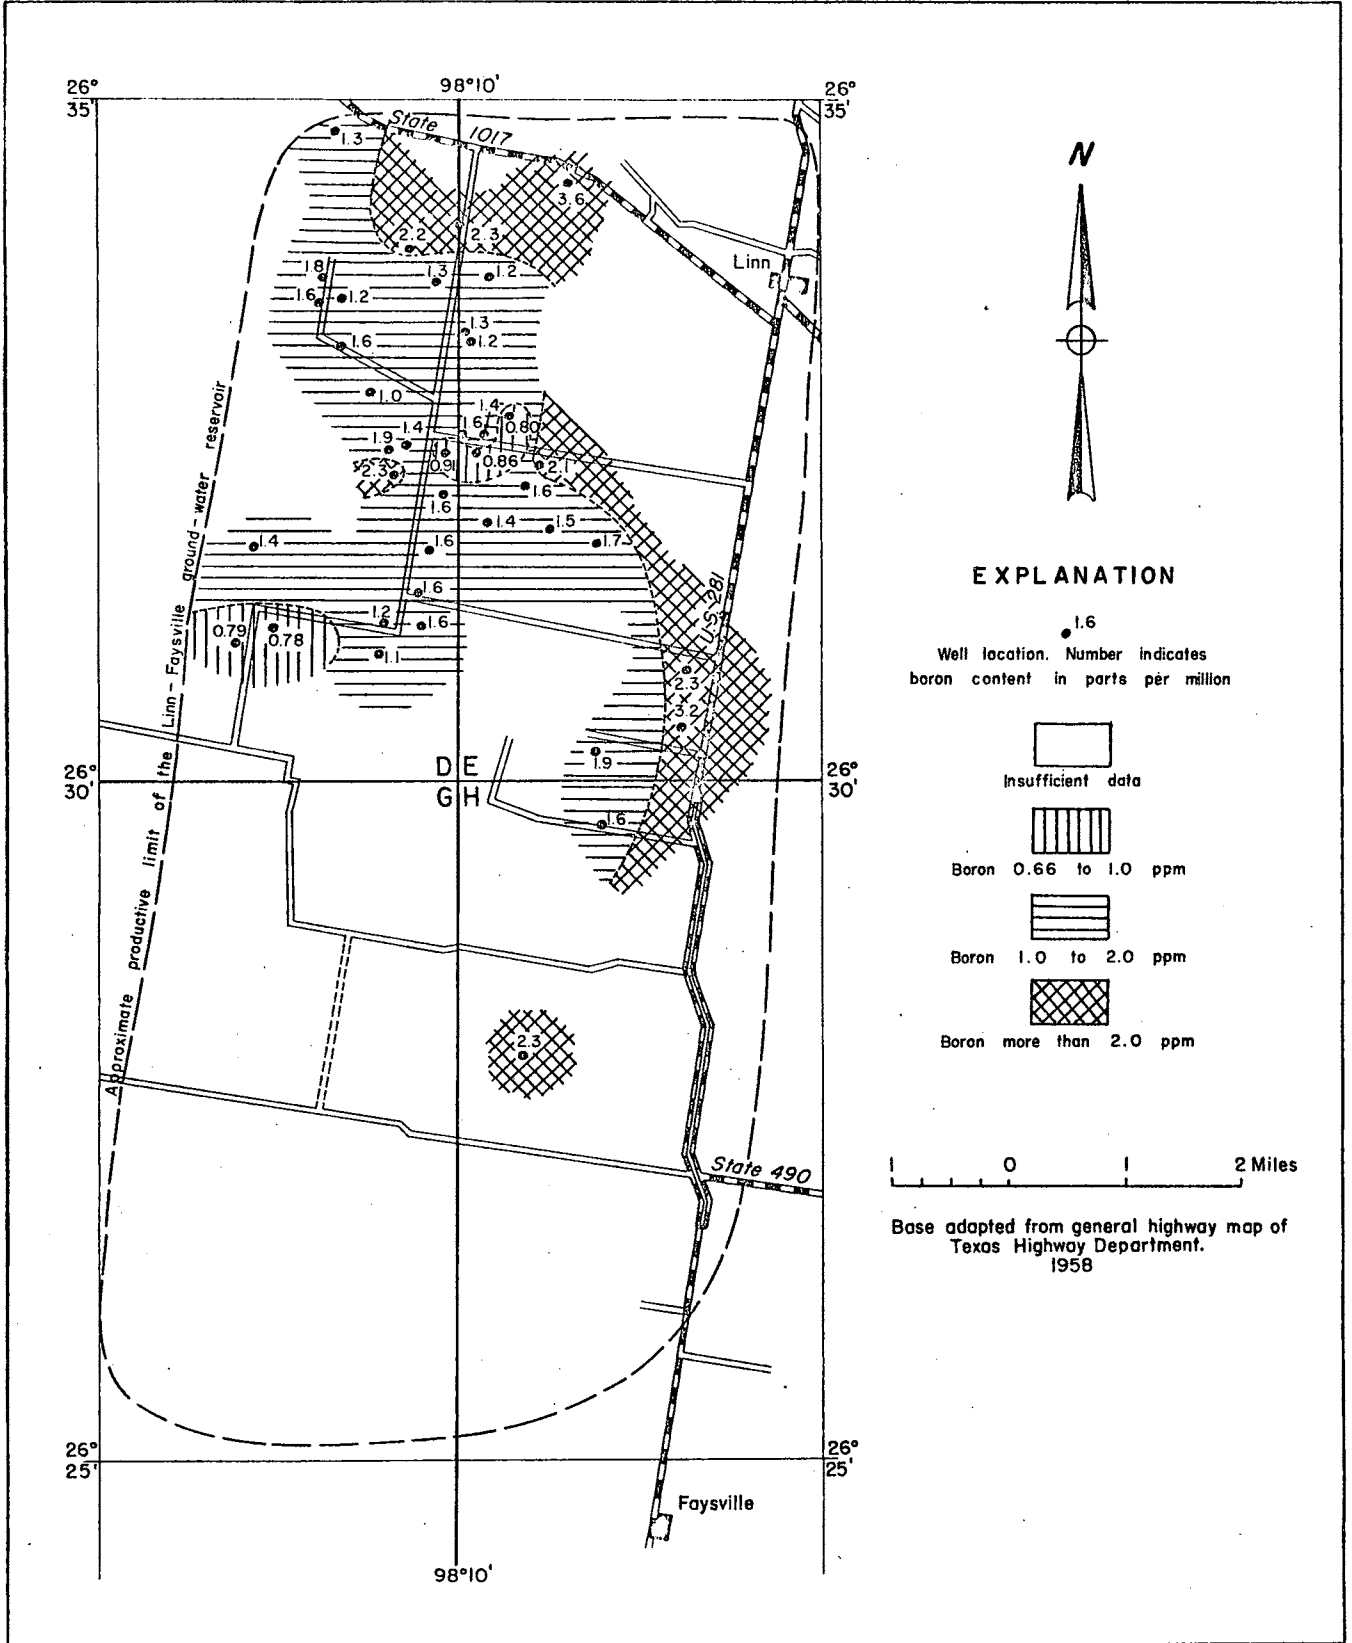 26°
35'
98°10'
26°
35'
State 1017
1.3
3.6
2.2
2.3
Linn
1.8
1.3
1.2
1.6
1.2
1.3
1.2
1.6
1.0
1.4
1.6
0.80
1.4
1.9
2.3
0.91
0.86
2.1
1.6
1.6
1.4
1.5
1.4
1.6
1.7
1.6
1.2
1.6
0.79
0.78
1.1
U-S-281
2.3
3.2
1.9
1.6
Approximate productive limit of the Linn-Faysville ground-water reservoir
26°
30'
D E
G H
26°
30'
2.3
State 490
26°
25'
26°
25'
Faysville
98°10'
N
EXPLANATION
1.6
Well location. Number indicates
boron content in parts per million
Insufficient data
Boron 0.66 to 1.0 ppm
Boron 1.0 to 2.0 ppm
Boron more than 2.0 ppm
1 0 1 2 Miles
Base adapted from general highway map of
Texas Highway Department.
1958